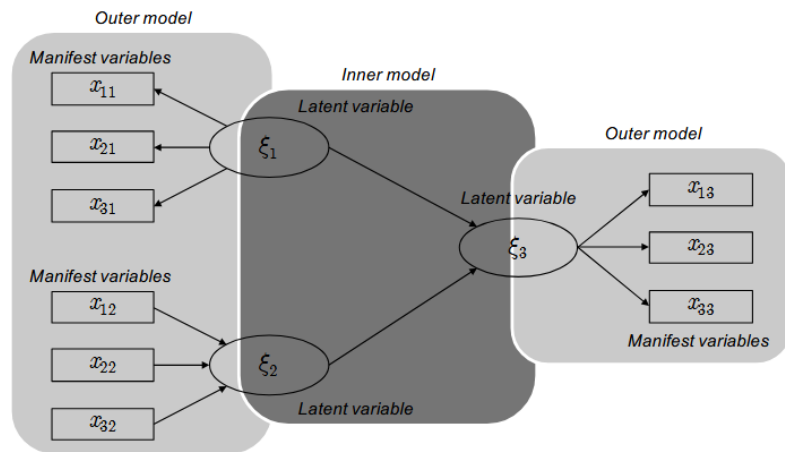 Outer model
Manifest variables
x₁₁
x₂₁
x₃₁
Manifest variables
x₁₂
x₂₂
x₃₂
Inner model
Latent variable
ξ₁
Latent variable
ξ₃
ξ₂
Latent variable
Outer model
x₁₃
x₂₃
x₃₃
Manifest variables